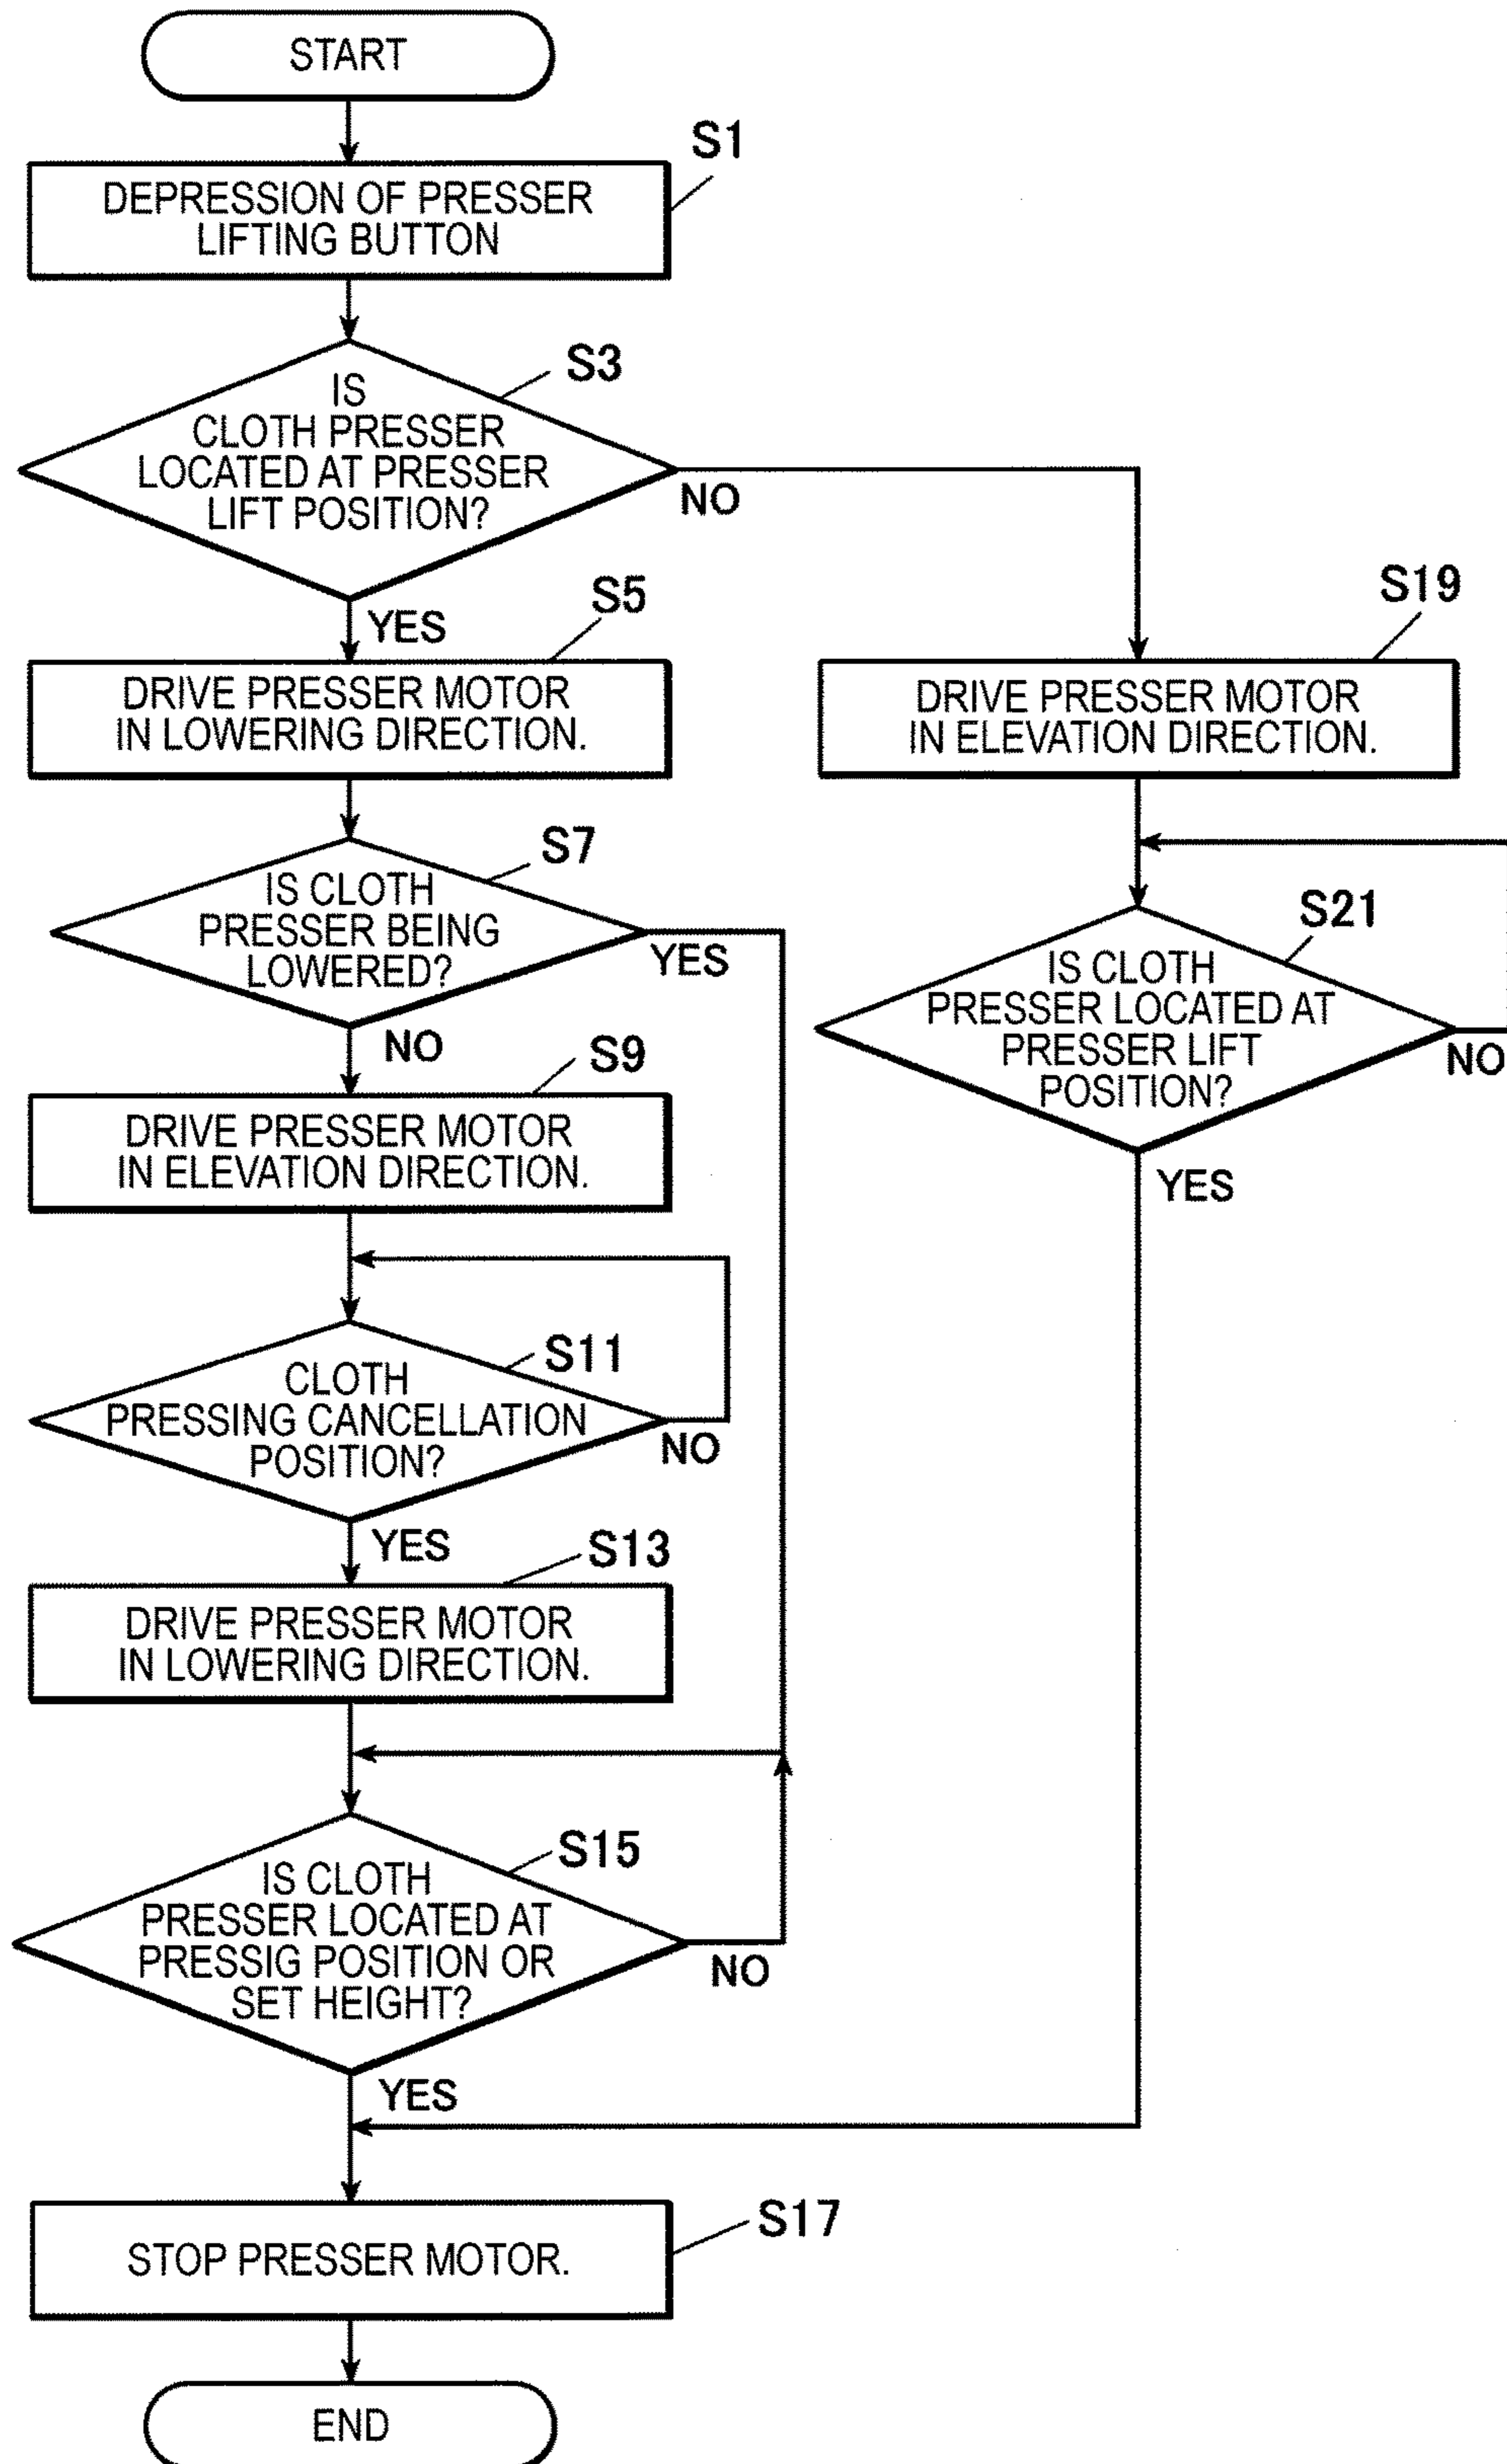 START
S1
DEPRESSION OF PRESSER
LIFTING BUTTON
S3
IS
CLOTH PRESSER
LOCATED AT PRESSER
LIFT POSITION?
NO
YES
S5
DRIVE PRESSER MOTOR
IN LOWERING DIRECTION.
S7
IS CLOTH
PRESSER BEING
LOWERED?
YES
NO
S9
DRIVE PRESSER MOTOR
IN ELEVATION DIRECTION.
S11
CLOTH
PRESSING CANCELLATION
POSITION?
NO
YES
S13
DRIVE PRESSER MOTOR
IN LOWERING DIRECTION.
S15
IS CLOTH
PRESSER LOCATED AT
PRESSIG POSITION OR
SET HEIGHT?
NO
YES
S19
DRIVE PRESSER MOTOR
IN ELEVATION DIRECTION.
S21
IS CLOTH
PRESSER LOCATED AT
PRESSER LIFT
POSITION?
NO
YES
S17
STOP PRESSER MOTOR.
END